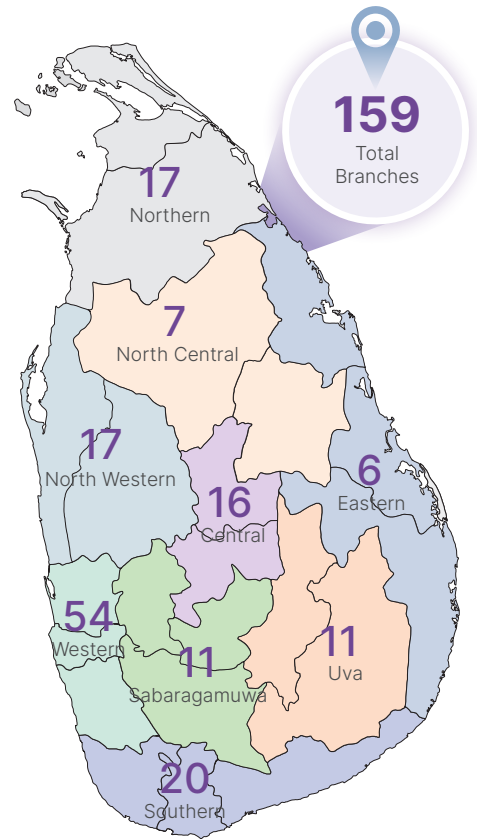 159
Total
Branches
17
Northern
7
North Central
17
North Western
16
Central
6
Eastern
54
Western
11
Sabaragamuwa
11
Uva
20
Southern